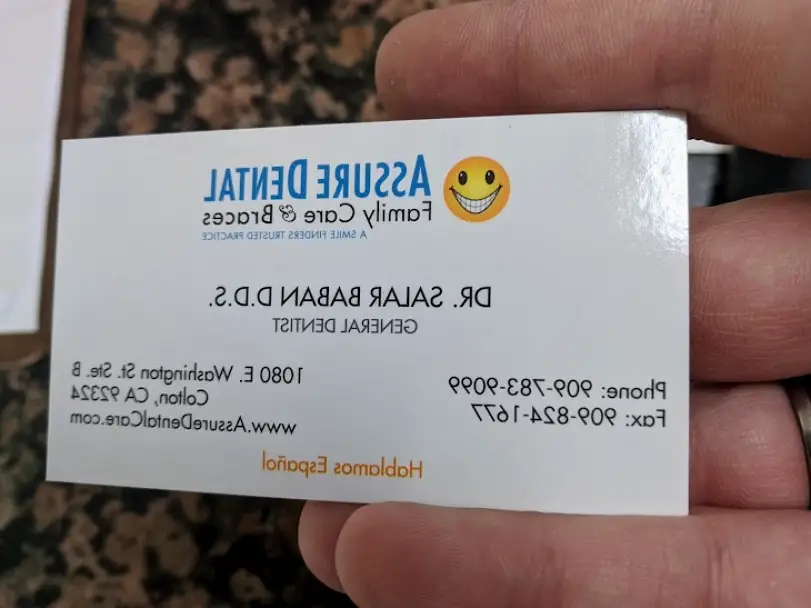 ASSURE DENTAL
Family Care & Braces
A SMILE FINDERS TRUSTED PRACTICE
DR. SALAR BABAN D.D.S.
GENERAL DENTIST
Phone: 909-783-9099
Fax: 909-824-1677
1080 E. Washington St. Ste. B
Colton, CA 92324
www.AssureDentalCare.com
Hablamos Español